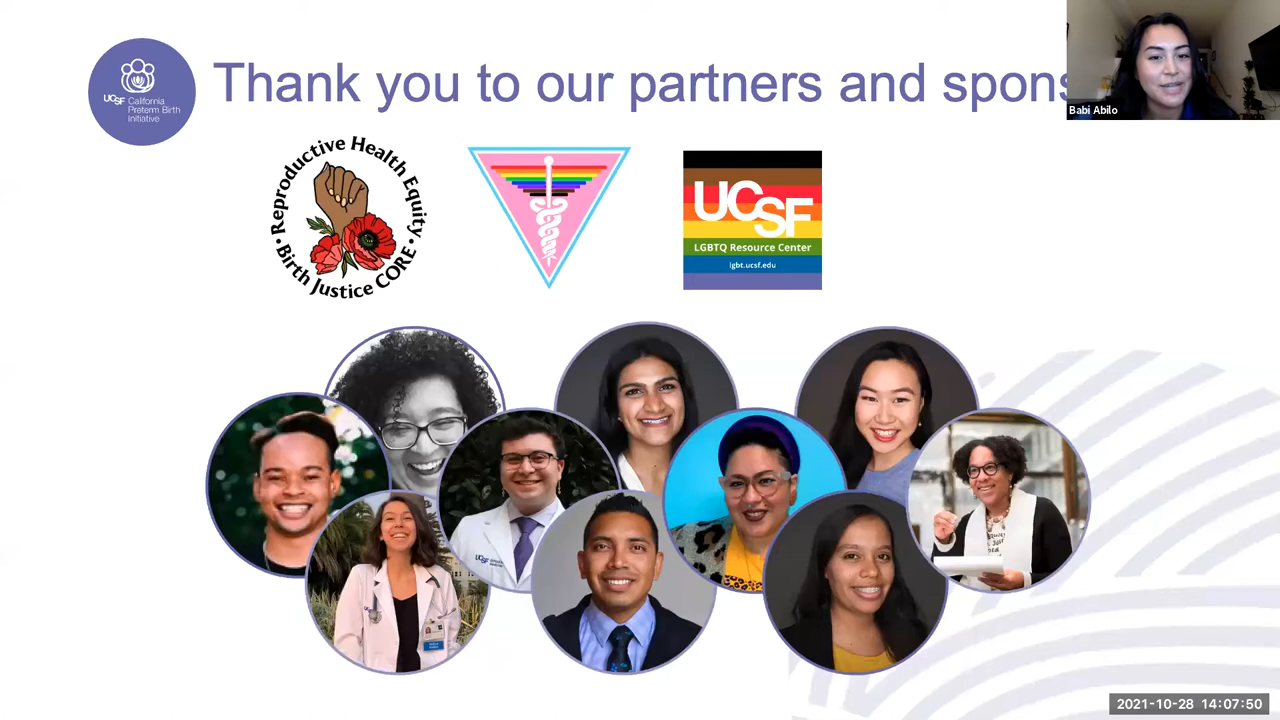 UCSF California
Preterm Birth
Initiative
Thank you to our partners and spons
Babi Abilo
Reproductive Health Equity
Birth Justice CORE
UCSF
LGBTQ Resource Center
lgbt.ucsf.edu
UCSF
2021-10-28 14:07:50